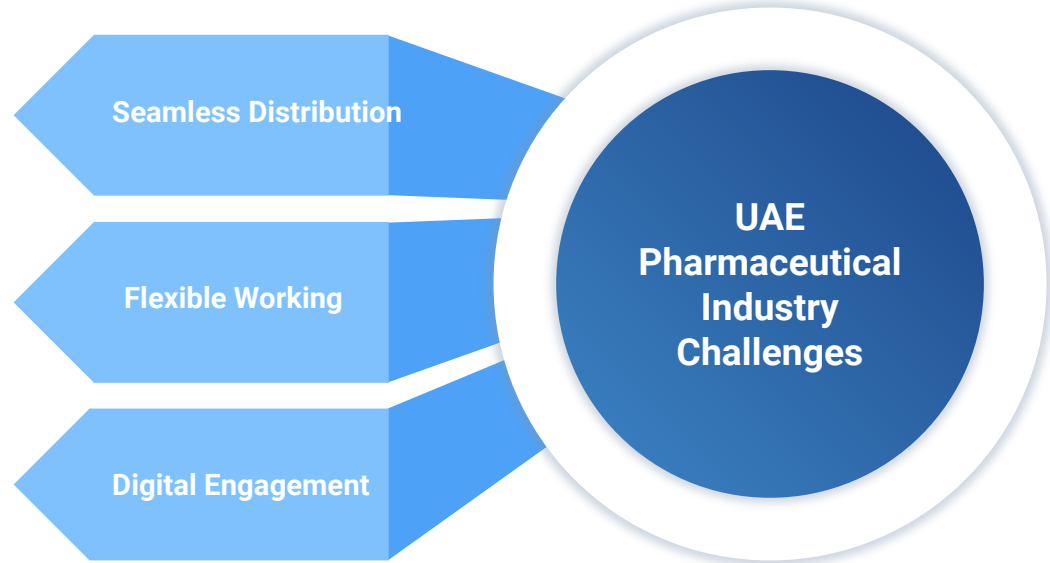 Seamless Distribution
Flexible Working
Digital Engagement
UAE
Pharmaceutical
Industry
Challenges